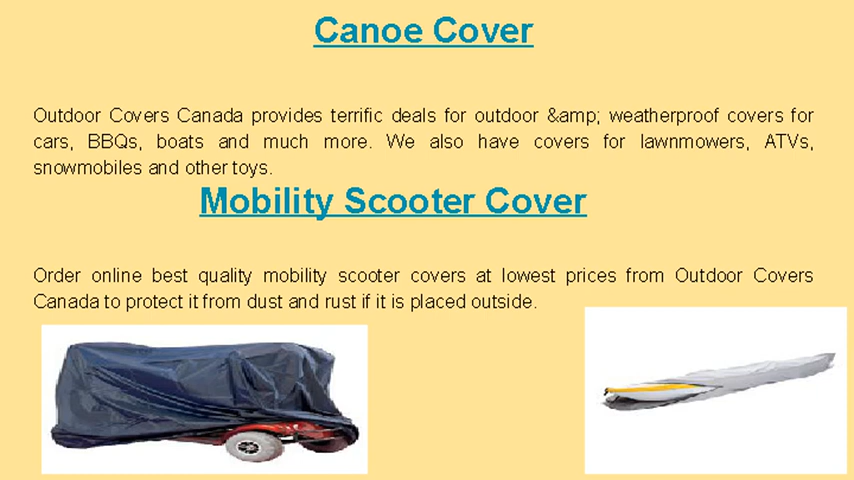 Canoe Cover
Outdoor Covers Canada provides terrific deals for outdoor &amp; weatherproof covers for
cars, BBQs, boats and much more. We also have covers for lawnmowers, ATVs,
snowmobiles and other toys.
Mobility Scooter Cover
Order online best quality mobility scooter covers at lowest prices from Outdoor Covers
Canada to protect it from dust and rust if it is placed outside.